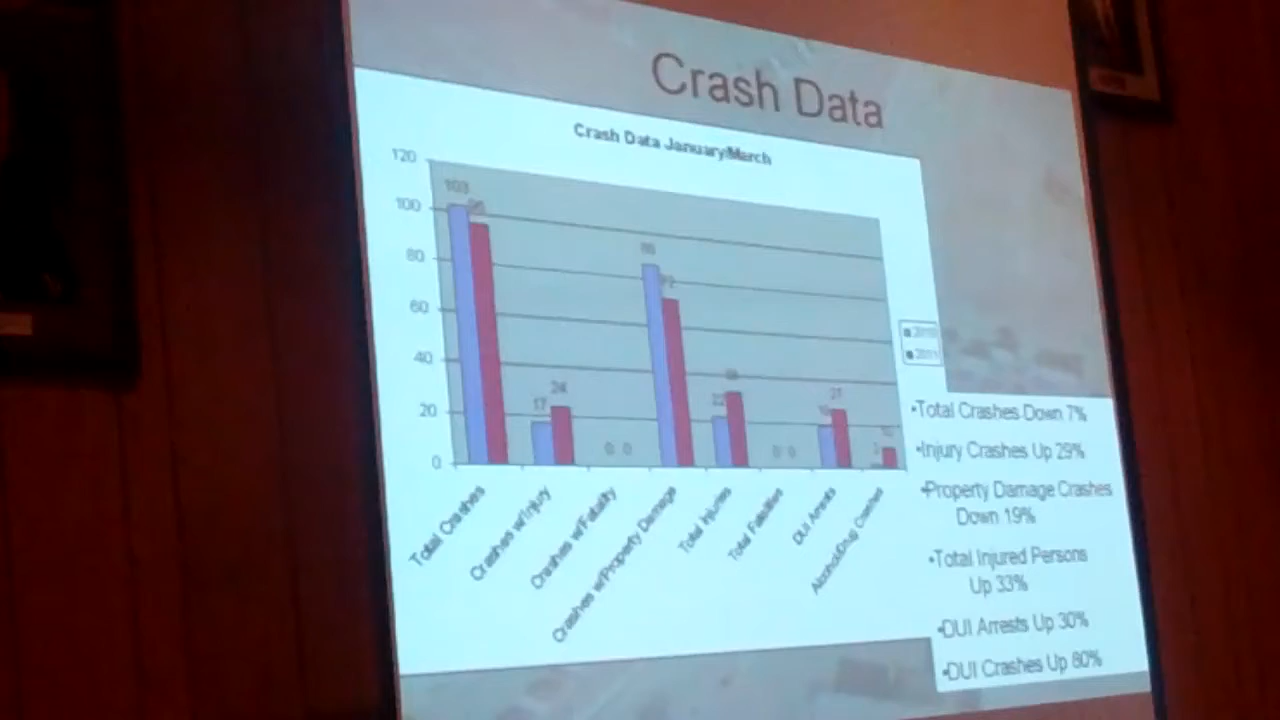 Crash Data
Crash Data January/March
120
100
80
60
40
20
0
103
17
24
0 0
0 0
Total Crashes
Crashes w/Injury
Crashes w/Fatality
Crashes w/Property Damage
Total Injuries
Total Fatalities
DUI Arrests
Alcohol/Drug Crashes
2010
2011
•Total Crashes Down 7%
•Injury Crashes Up 29%
•Property Damage Crashes
Down 19%
•Total Injured Persons
Up 33%
•DUI Arrests Up 30%
•DUI Crashes Up 80%